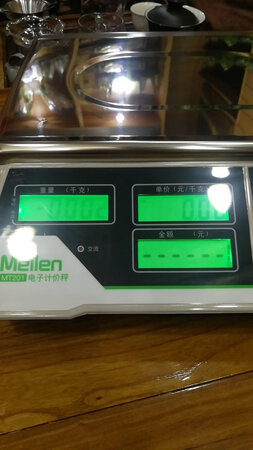 重量 （千克）
单价（元/千克）
-0.002
0.00
金额 （元）
交流
------
Meilen
MT201 电子计价秤